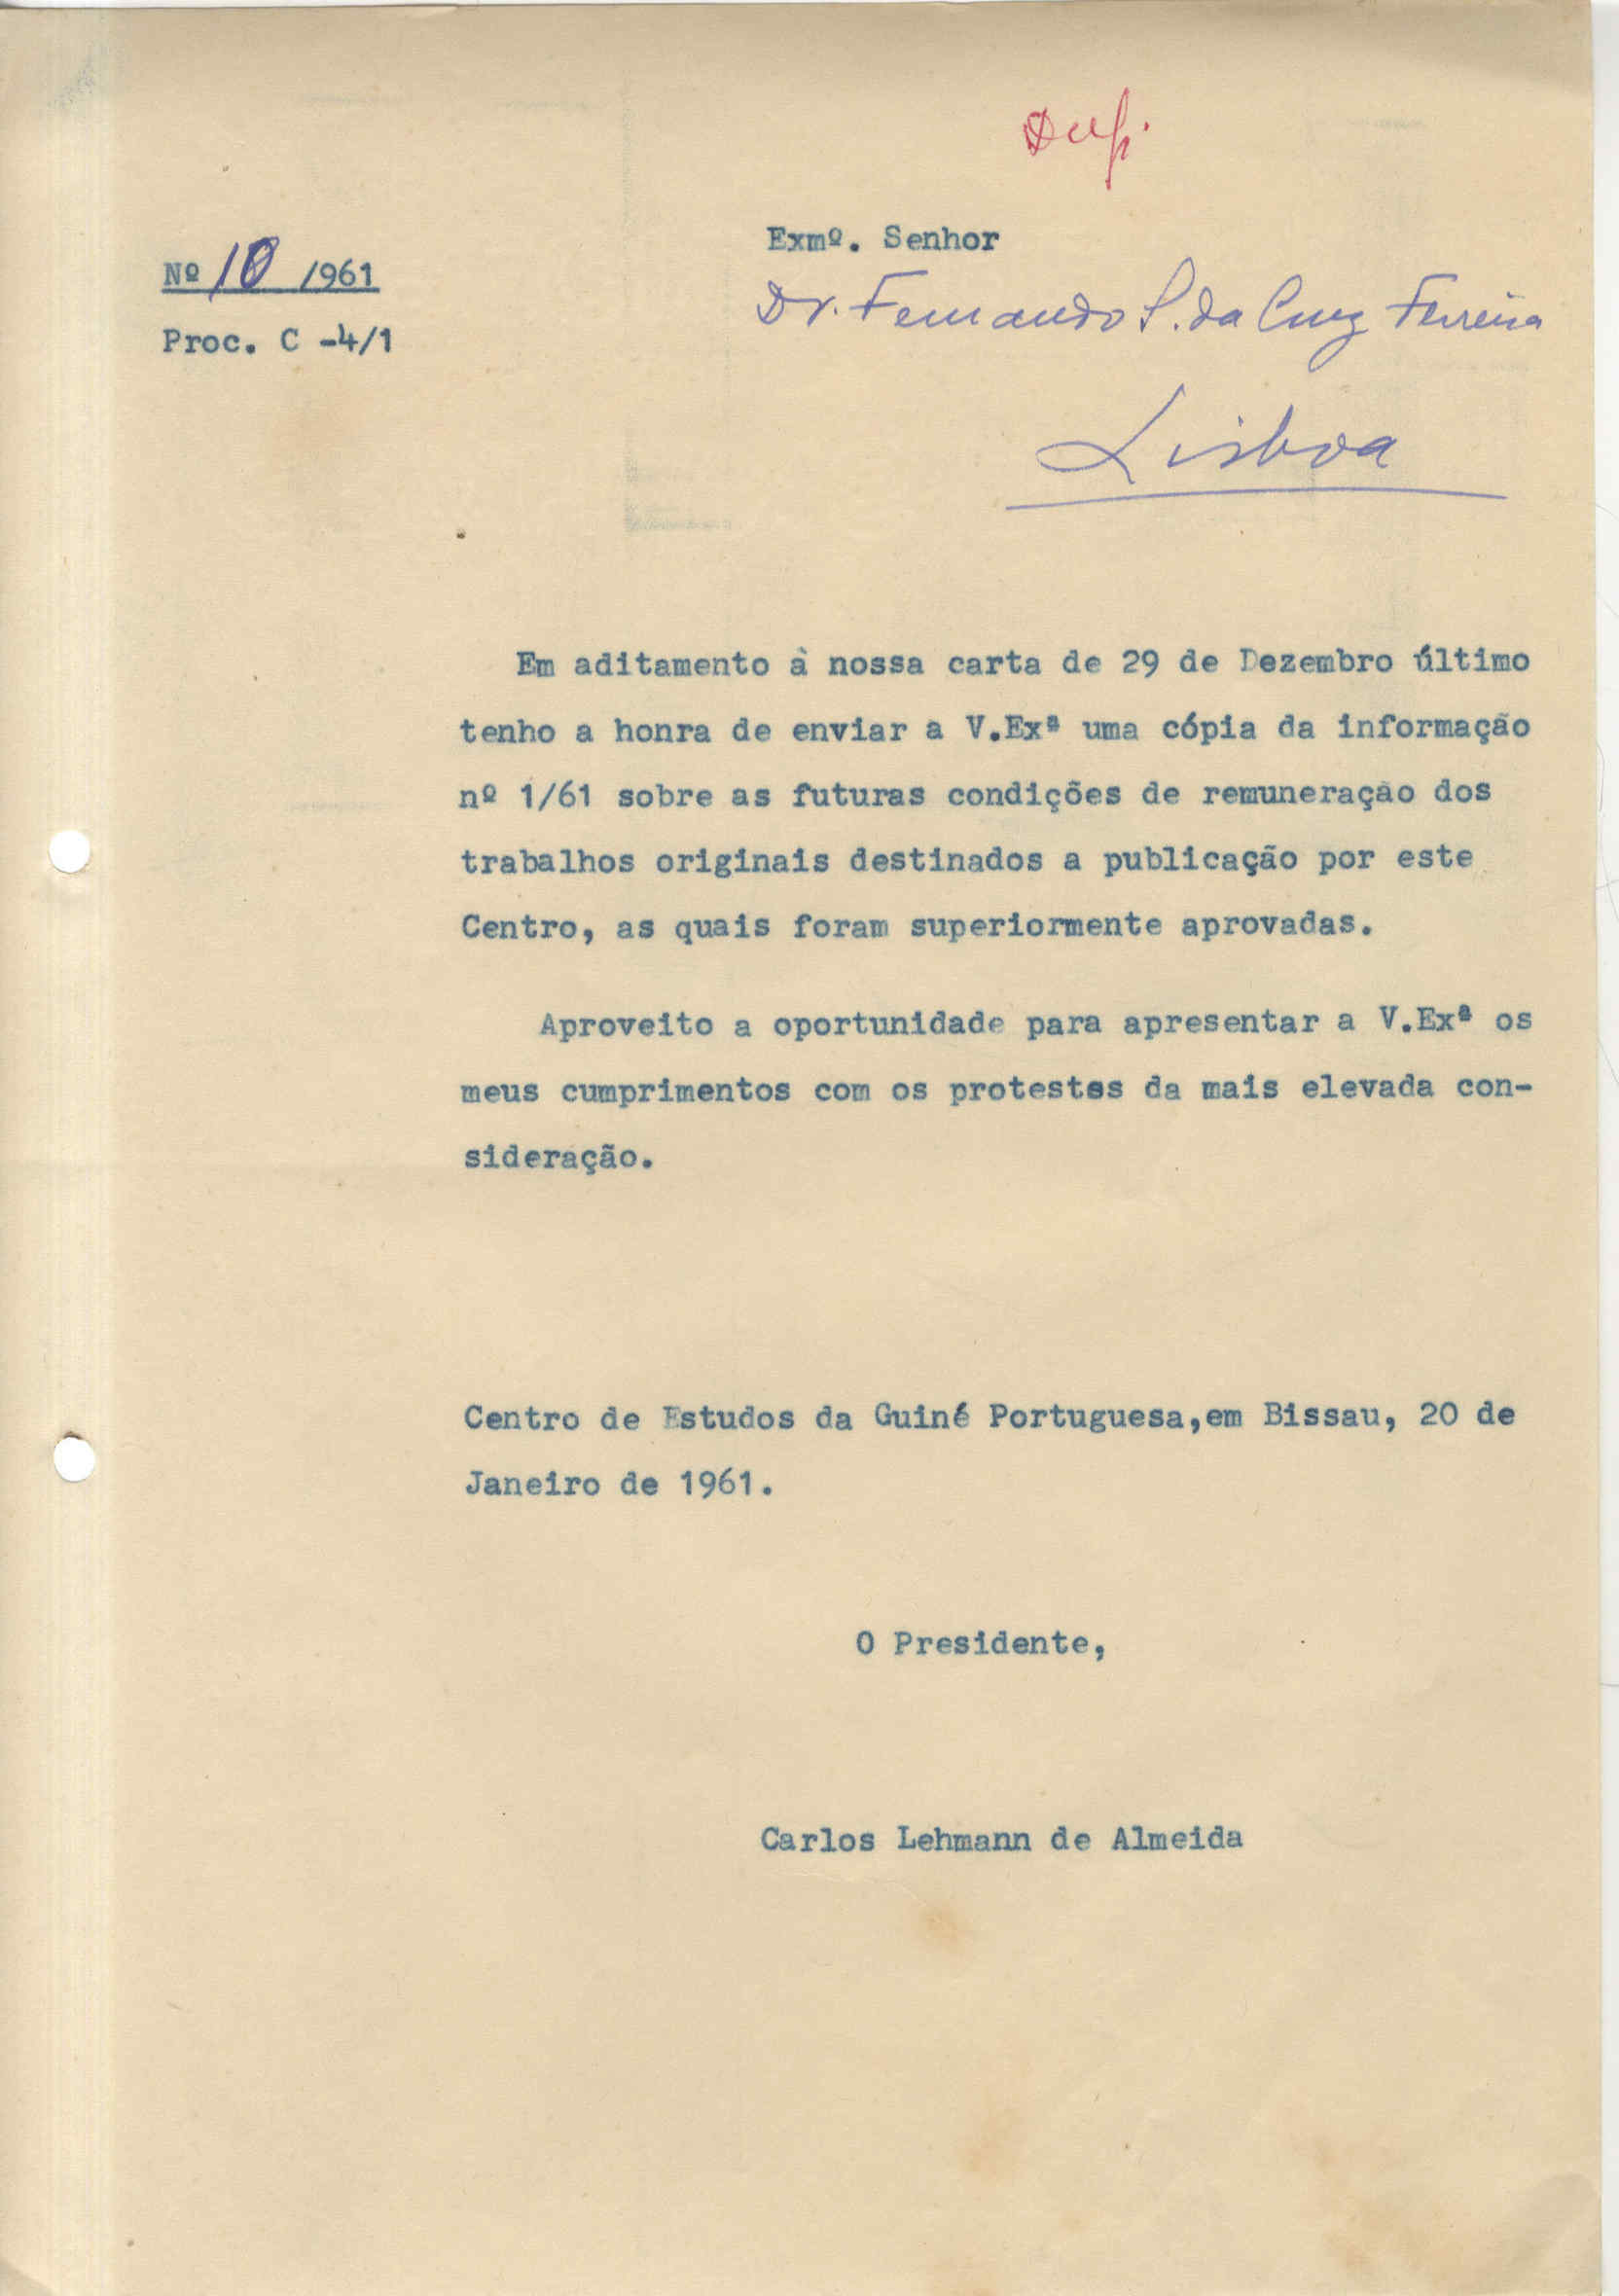 Dupl.
Exmº. Senhor
Nº 10 /961
Dr. Fernando S. da Cruz Ferreira
Proc. C -4/1
Lisboa
Em aditamento à nossa carta de 29 de Dezembro último
tenho a honra de enviar a V.Exª uma cópia da informação
nº 1/61 sobre as futuras condições de remuneração dos
trabalhos originais destinados a publicação por este
Centro, as quais foram superiormente aprovadas.
Aproveito a oportunidade para apresentar a V.Exª os
meus cumprimentos com os protestos da mais elevada con-
sideração.
Centro de Estudos da Guiné Portuguesa,em Bissau, 20 de
Janeiro de 1961.
O Presidente,
Carlos Lehmann de Almeida